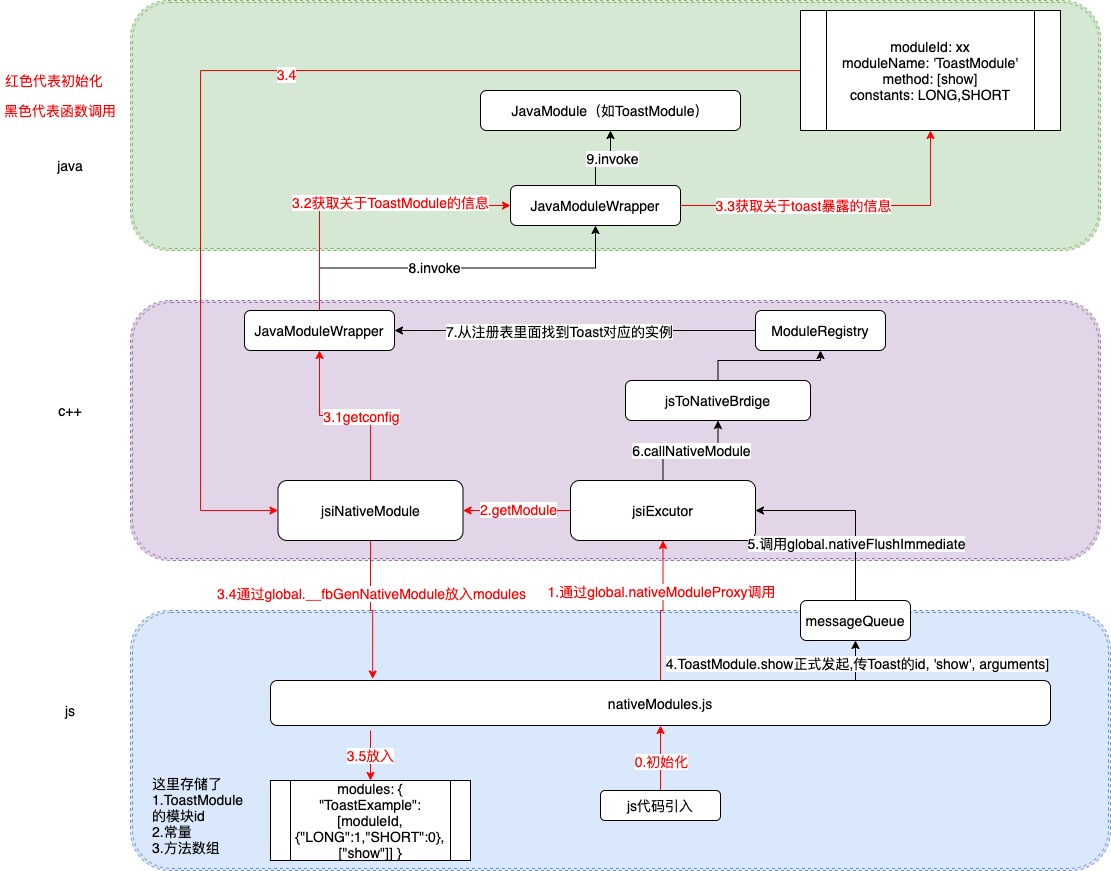 红色代表初始化
黑色代表函数调用
java
3.4
moduleId: xx
moduleName: 'ToastModule'
method: [show]
constants: LONG,SHORT
JavaModule（如ToastModule）
9.invoke
3.2获取关于ToastModule的信息
JavaModuleWrapper
3.3获取关于toast暴露的信息
8.invoke
c++
JavaModuleWrapper
7.从注册表里面找到Toast对应的实例
ModuleRegistry
jsToNativeBrdige
3.1getconfig
6.callNativeModule
jsiNativeModule
2.getModule
jsiExcutor
5.调用global.nativeFlushImmediate
3.4通过global.__fbGenNativeModule放入modules
1.通过global.nativeModuleProxy调用
js
messageQueue
4.ToastModule.show正式发起,传Toast的id, 'show', arguments]
nativeModules.js
3.5放入
0.初始化
这里存储了
1.ToastModule
的模块id
2.常量
3.方法数组
modules: {
"ToastExample":
[moduleId,
{"LONG":1,"SHORT":0},
["show"]] }
js代码引入